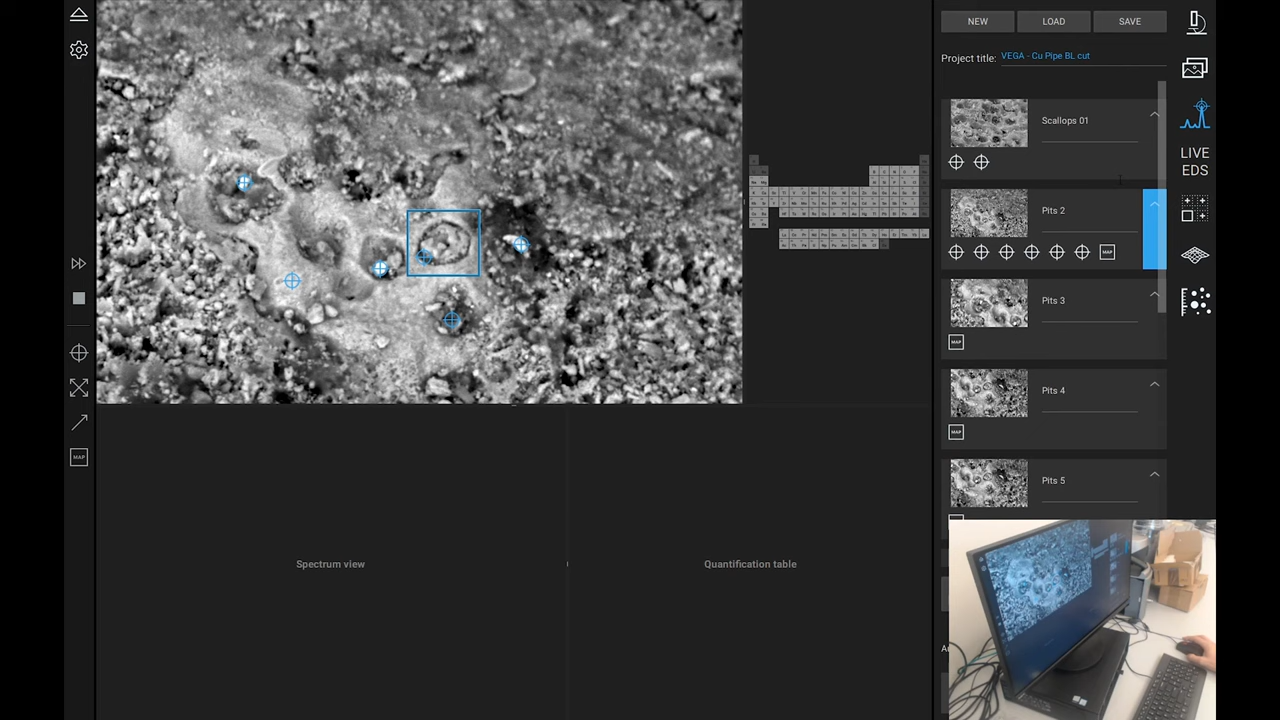 NEW LOAD SAVE
Project title: VEGA - Cu Pipe BL cut
Scallops 01
LIVE
EDS
Pits 2
MAP
Pits 3
MAP
Pits 4
MAP
MAP
Pits 5
Spectrum view
Quantification table